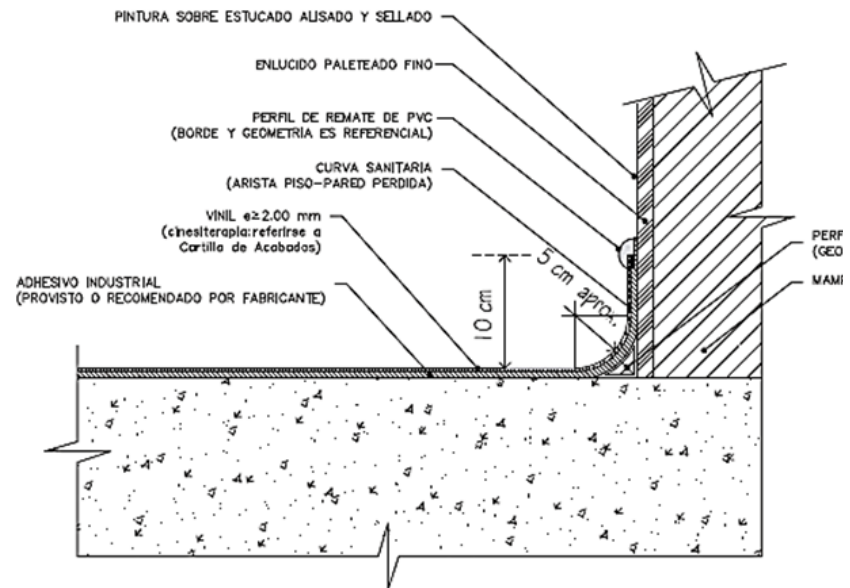 PINTURA SOBRE ESTUCADO ALISADO Y SELLADO
ENLUCIDO PALETEADO FINO
PERFIL DE REMATE DE PVC
(BORDE Y GEOMETRÍA ES REFERENCIAL)
CURVA SANITARIA
(ARISTA PISO-PARED PERDIDA)
VINIL e≥2.00 mm
(cinesiterapia:referirse a
Cartilla de Acabados)
ADHESIVO INDUSTRIAL
(PROVISTO O RECOMENDADO POR FABRICANTE)
10 cm
5 cm aprox.
PERF
(GEO
MAMP